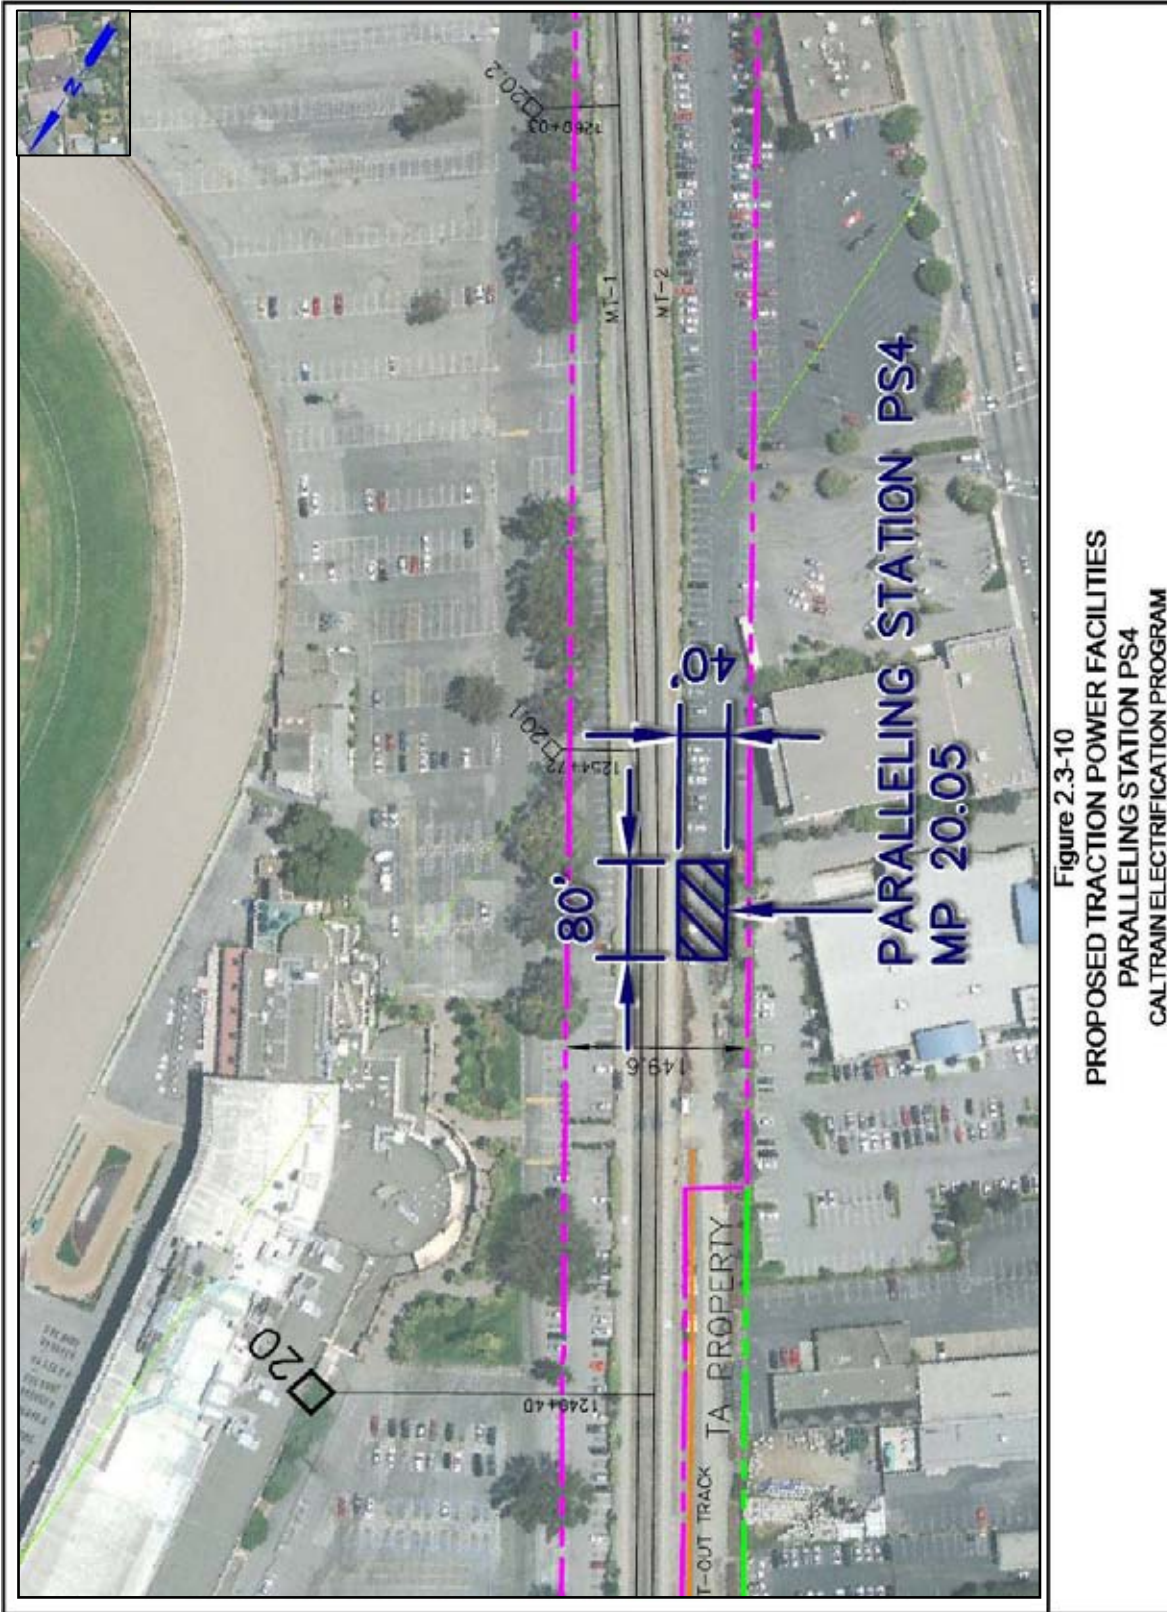 N
20.2
1260+03
MT-1
MT-2
20.1
1254+72
40'
80'
PARALLELING STATION PS4
MP 20.05
149.6
20
1249+40
TA PROPERTY
T-OUT TRACK
Figure 2.3-10
PROPOSED TRACTION POWER FACILITIES
PARALLELING STATION PS4
CALTRAIN ELECTRIFICATION PROGRAM